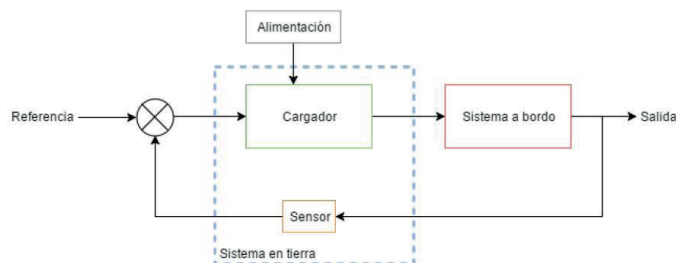 Alimentación
Referencia
Cargador
Sistema a bordo
Salida
Sensor
Sistema en tierra